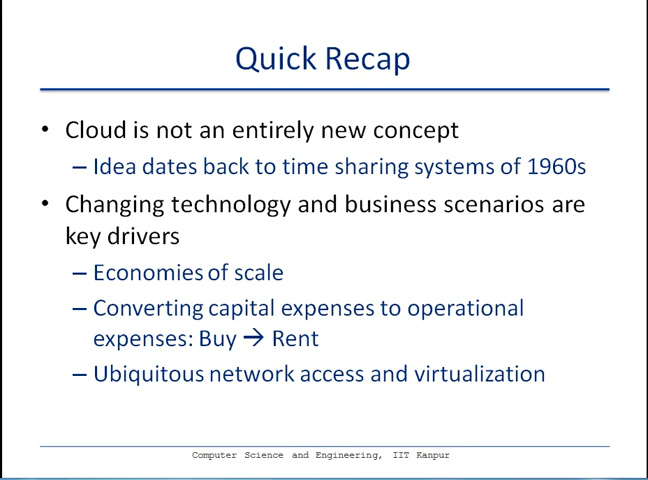 Quick Recap
• Cloud is not an entirely new concept
– Idea dates back to time sharing systems of 1960s
• Changing technology and business scenarios are
key drivers
– Economies of scale
– Converting capital expenses to operational
expenses: Buy → Rent
– Ubiquitous network access and virtualization
Computer Science and Engineering, IIT Kanpur